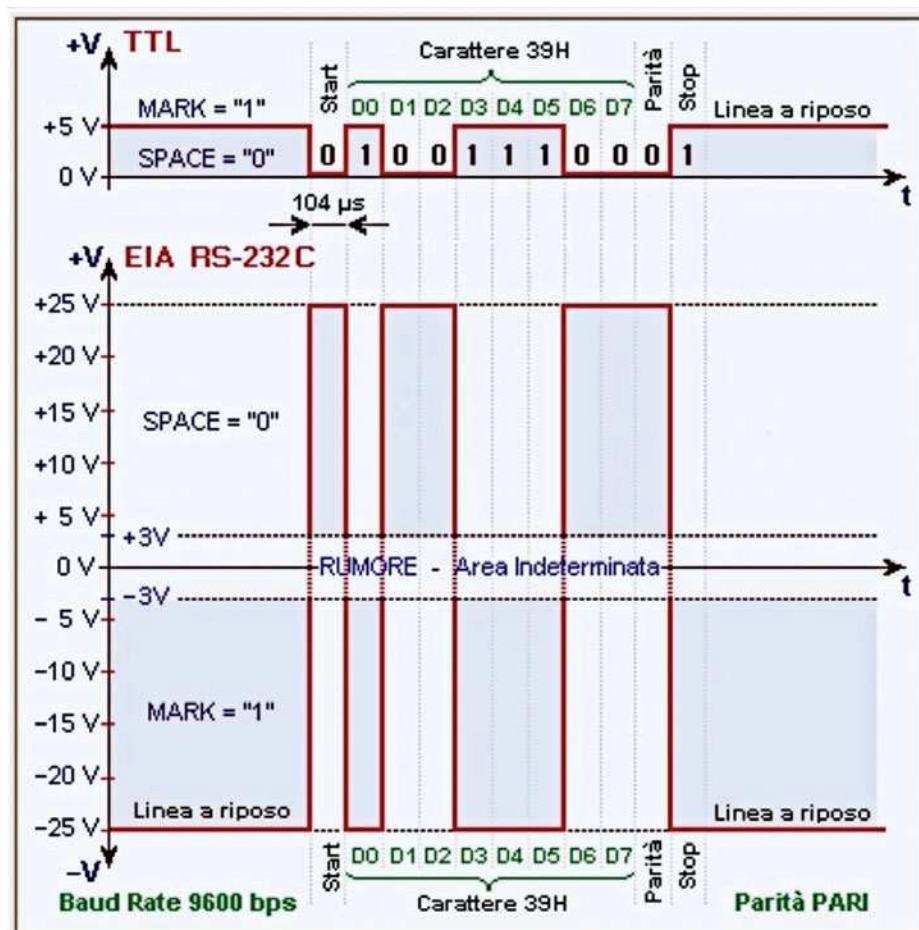 +V TTL
Carattere 39H
Start
D0 D1 D2 D3 D4 D5 D6 D7
Parità
Stop
MARK = "1"
Linea a riposo
+5 V
SPACE = "0"
0 1 0 0 1 1 1 0 0 0 1
0 V
t
104 µs
+V EIA RS-232C
+25 V
+20 V
+15 V
SPACE = "0"
+10 V
+ 5 V
+3V
0 V
RUMORE - Area Indeterminata
t
−3V
− 5 V
−10 V
MARK = "1"
−15 V
−20 V
Linea a riposo
Linea a riposo
−25 V
−V
Start
D0 D1 D2 D3 D4 D5 D6 D7
Parità
Stop
Baud Rate 9600 bps
Carattere 39H
Parità PARI